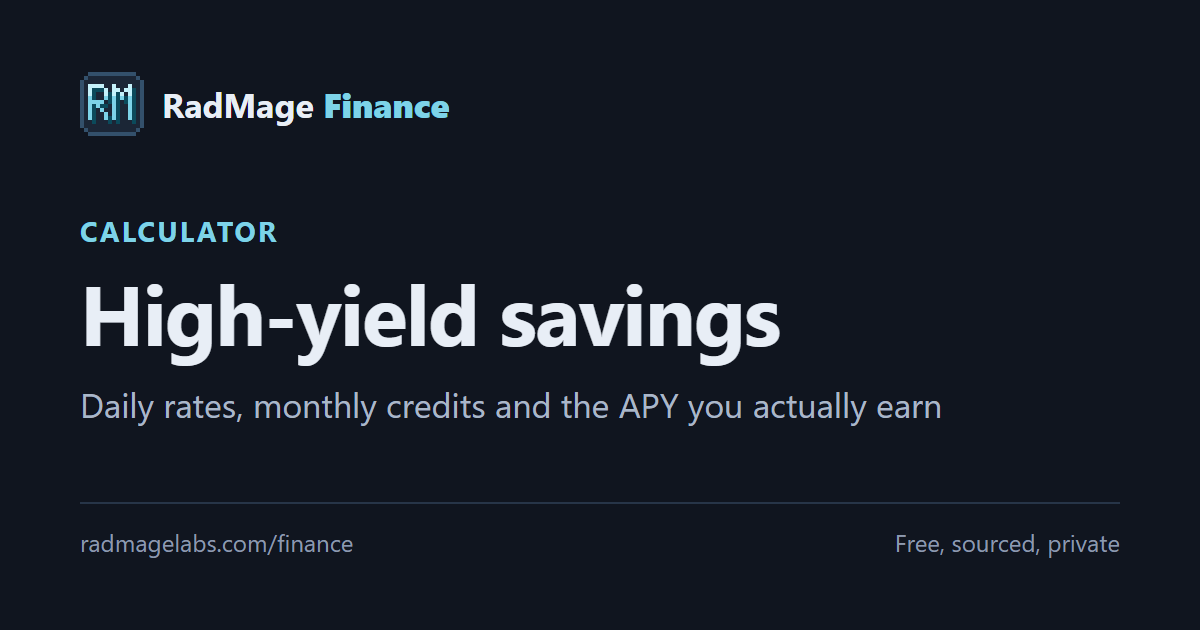 RM
RadMage Finance
CALCULATOR
High-yield savings
Daily rates, monthly credits and the APY you actually earn
radmagelabs.com/finance
Free, sourced, private